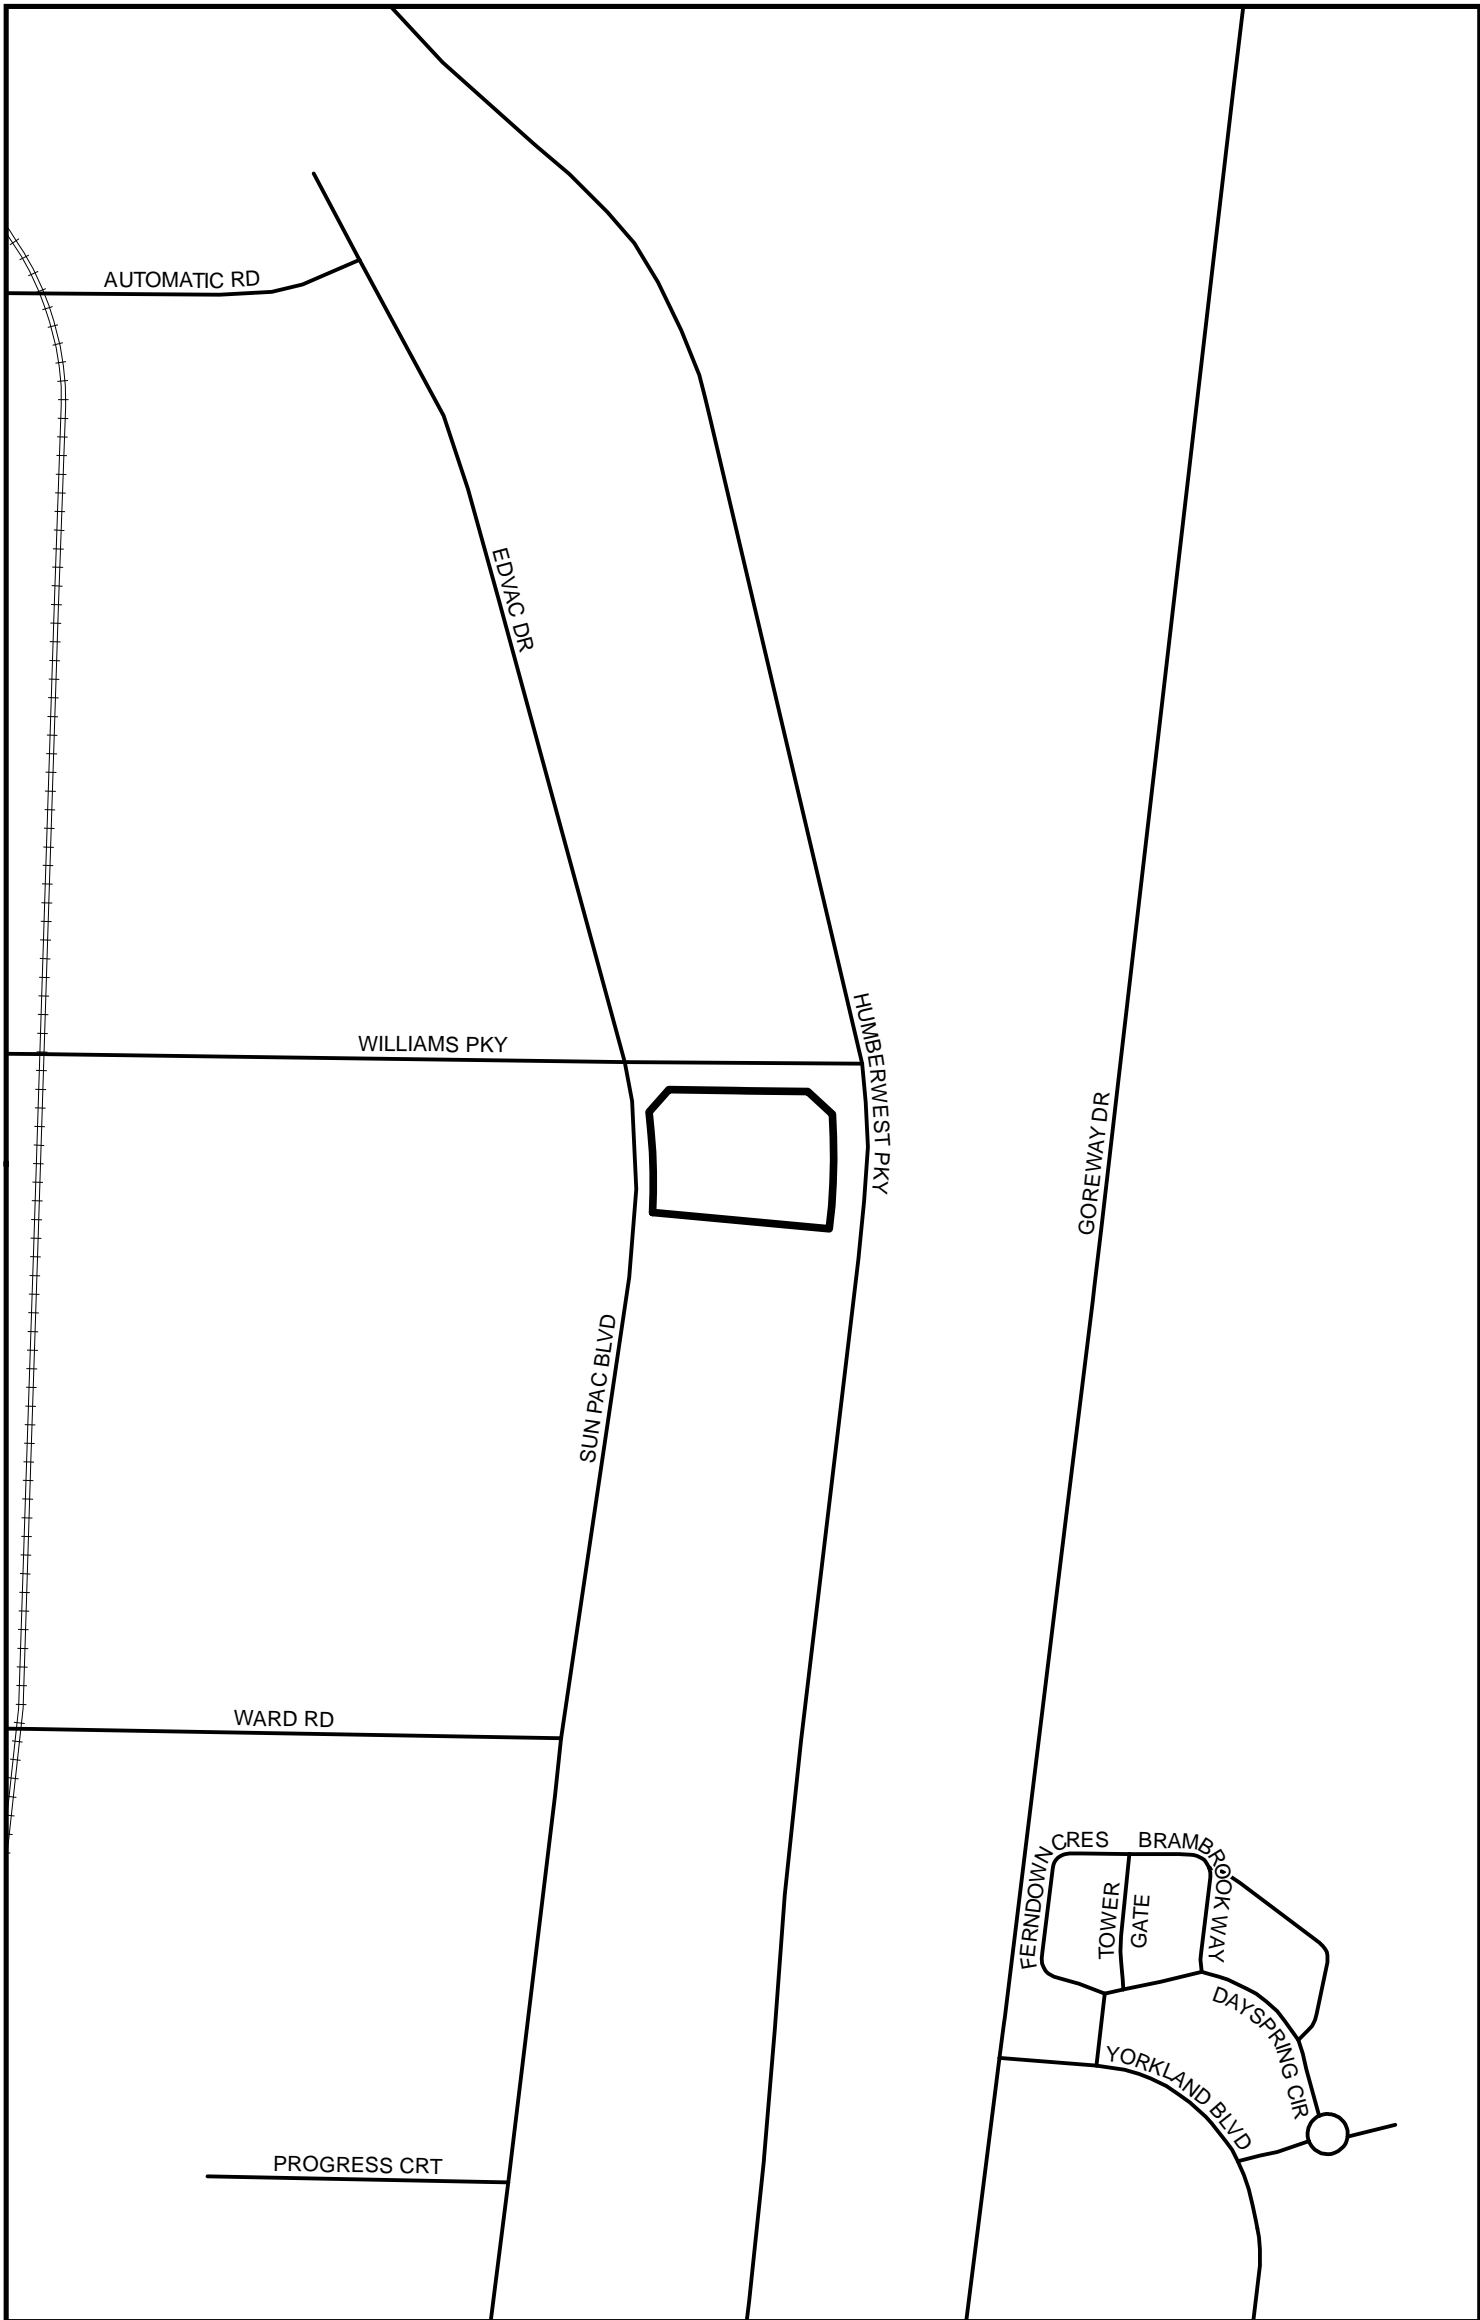 AUTOMATIC RD
EDVAC DR
WILLIAMS PKY
HUMBERWEST PKY
GOREWAY DR
SUN PAC BLVD
WARD RD
FERNDOWN CRES
BRAMBROOK WAY
TOWER
GATE
DAYSPRING CIR
YORKLAND BLVD
PROGRESS CRT